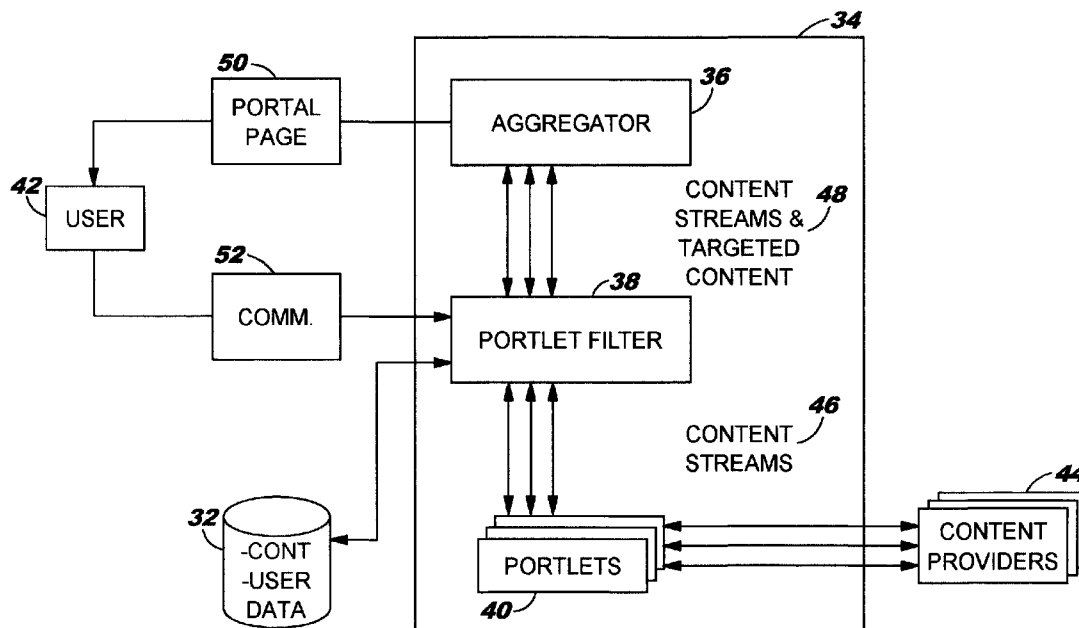 34
50
PORTAL
PAGE
36
AGGREGATOR
42
USER
CONTENT
STREAMS &
TARGETED
CONTENT
48
52
COMM.
38
PORTLET FILTER
CONTENT
STREAMS
46
32
-CONT
-USER
DATA
PORTLETS
40
44
CONTENT
PROVIDERS